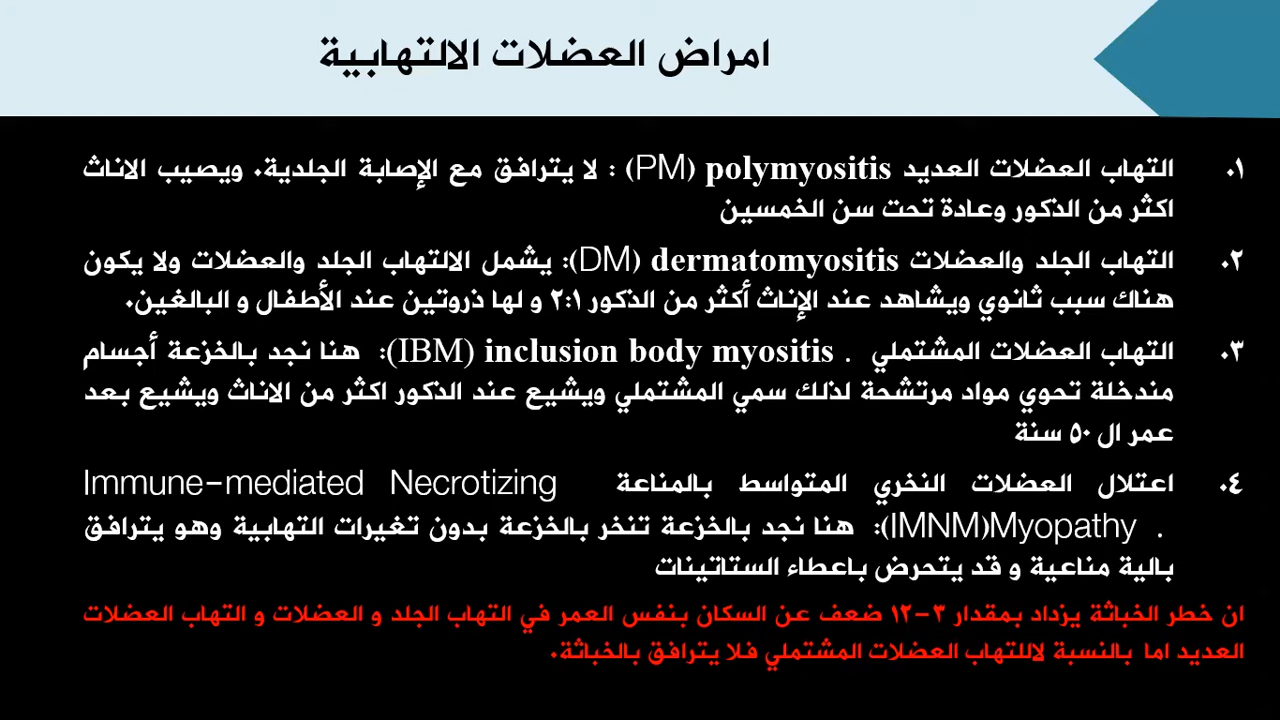 امراض العضلات الالتهابية
٠١ التهاب العضلات العديد polymyositis (PM) : لا يترافق مع الإصابة الجلدية. ويصيب الاناث
اكثر من الذكور وعادة تحت سن الخمسين
٠٢ التهاب الجلد والعضلات dermatomyositis (DM): يشمل الالتهاب الجلد والعضلات ولا يكون
هناك سبب ثانوي ويشاهد عند الإناث أكثر من الذكور ٢:١ و لها ذروتين عند الأطفال و البالغين.
٠٣ التهاب العضلات المشتملي . inclusion body myositis (IBM): هنا نجد بالخزعة أجسام
مندخلة تحوي مواد مرتشحة لذلك سمي المشتملي ويشيع عند الذكور اكثر من الاناث ويشيع بعد
عمر ال ٥٠ سنة
٠٤ اعتلال العضلات النخري المتواسط بالمناعة Immune-mediated Necrotizing
. Myopathy(IMNM): هنا نجد بالخزعة تنخر بالخزعة بدون تغيرات التهابية وهو يترافق
بالية مناعية و قد يتحرض باعطاء الستاتينات
ان خطر الخباثة يزداد بمقدار ٣-١٢ ضعف عن السكان بنفس العمر في التهاب الجلد و العضلات و التهاب العضلات
العديد اما بالنسبة لالتهاب العضلات المشتملي فلا يترافق بالخباثة.